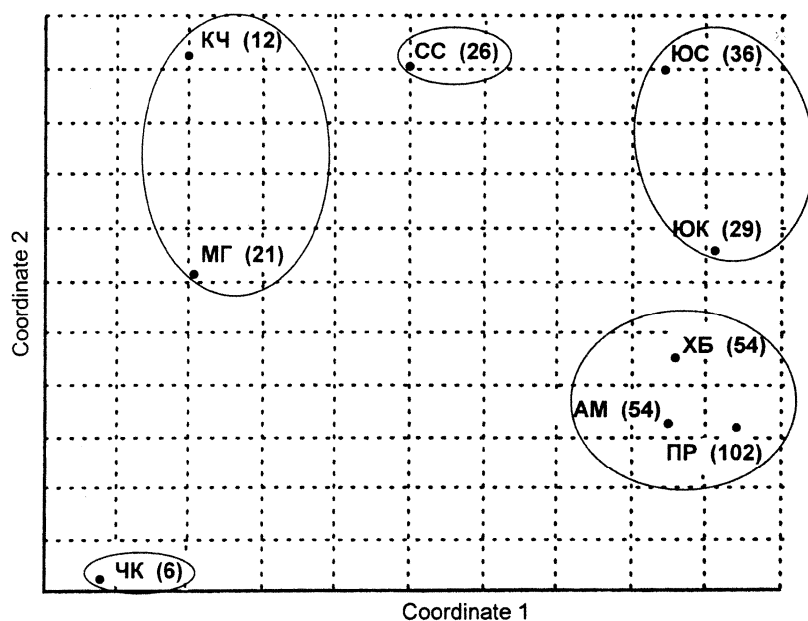 КЧ (12)
СС (26)
ЮС (36)
МГ (21)
ЮК (29)
ХБ (54)
АМ (54)
ПР (102)
ЧК (6)
Coordinate 2
Coordinate 1